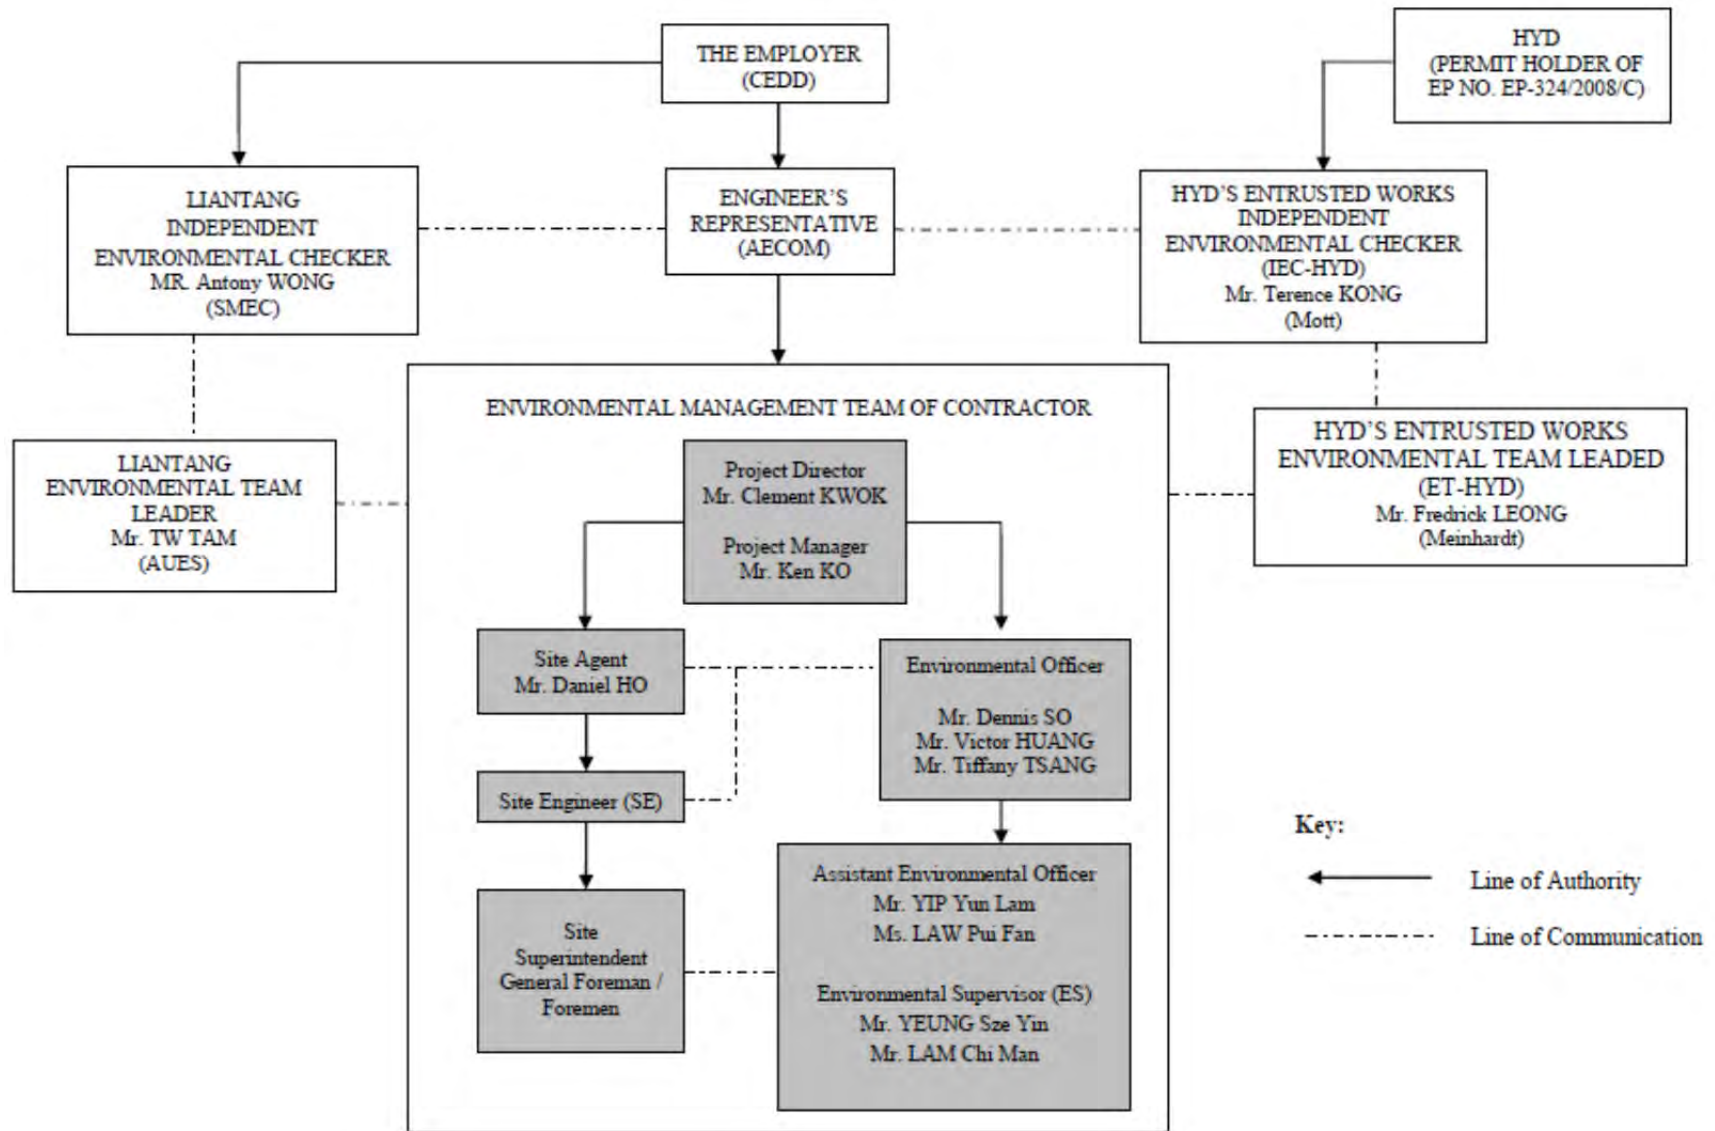 THE EMPLOYER
(CEDD)
HYD
(PERMIT HOLDER OF
EP NO. EP-324/2008/C)
LIANTANG
INDEPENDENT
ENVIRONMENTAL CHECKER
MR. Antony WONG
(SMEC)
ENGINEER'S
REPRESENTATIVE
(AECOM)
HYD'S ENTRUSTED WORKS
INDEPENDENT
ENVIRONMENTAL CHECKER
(IEC-HYD)
Mr. Terence KONG
(Mott)
LIANTANG
ENVIRONMENTAL TEAM
LEADER
Mr. TW TAM
(AUES)
ENVIRONMENTAL MANAGEMENT TEAM OF CONTRACTOR
HYD'S ENTRUSTED WORKS
ENVIRONMENTAL TEAM LEADED
(ET-HYD)
Mr. Fredrick LEONG
(Meinhardt)
Project Director
Mr. Clement KWOK
Project Manager
Mr. Ken KO
Site Agent
Mr. Daniel HO
Environmental Officer
Mr. Dennis SO
Mr. Victor HUANG
Mr. Tiffany TSANG
Site Engineer (SE)
Site
Superintendent
General Foreman /
Foremen
Assistant Environmental Officer
Mr. YIP Yun Lam
Ms. LAW Pui Fan
Environmental Supervisor (ES)
Mr. YEUNG Sze Yin
Mr. LAM Chi Man
Key:
Line of Authority
Line of Communication